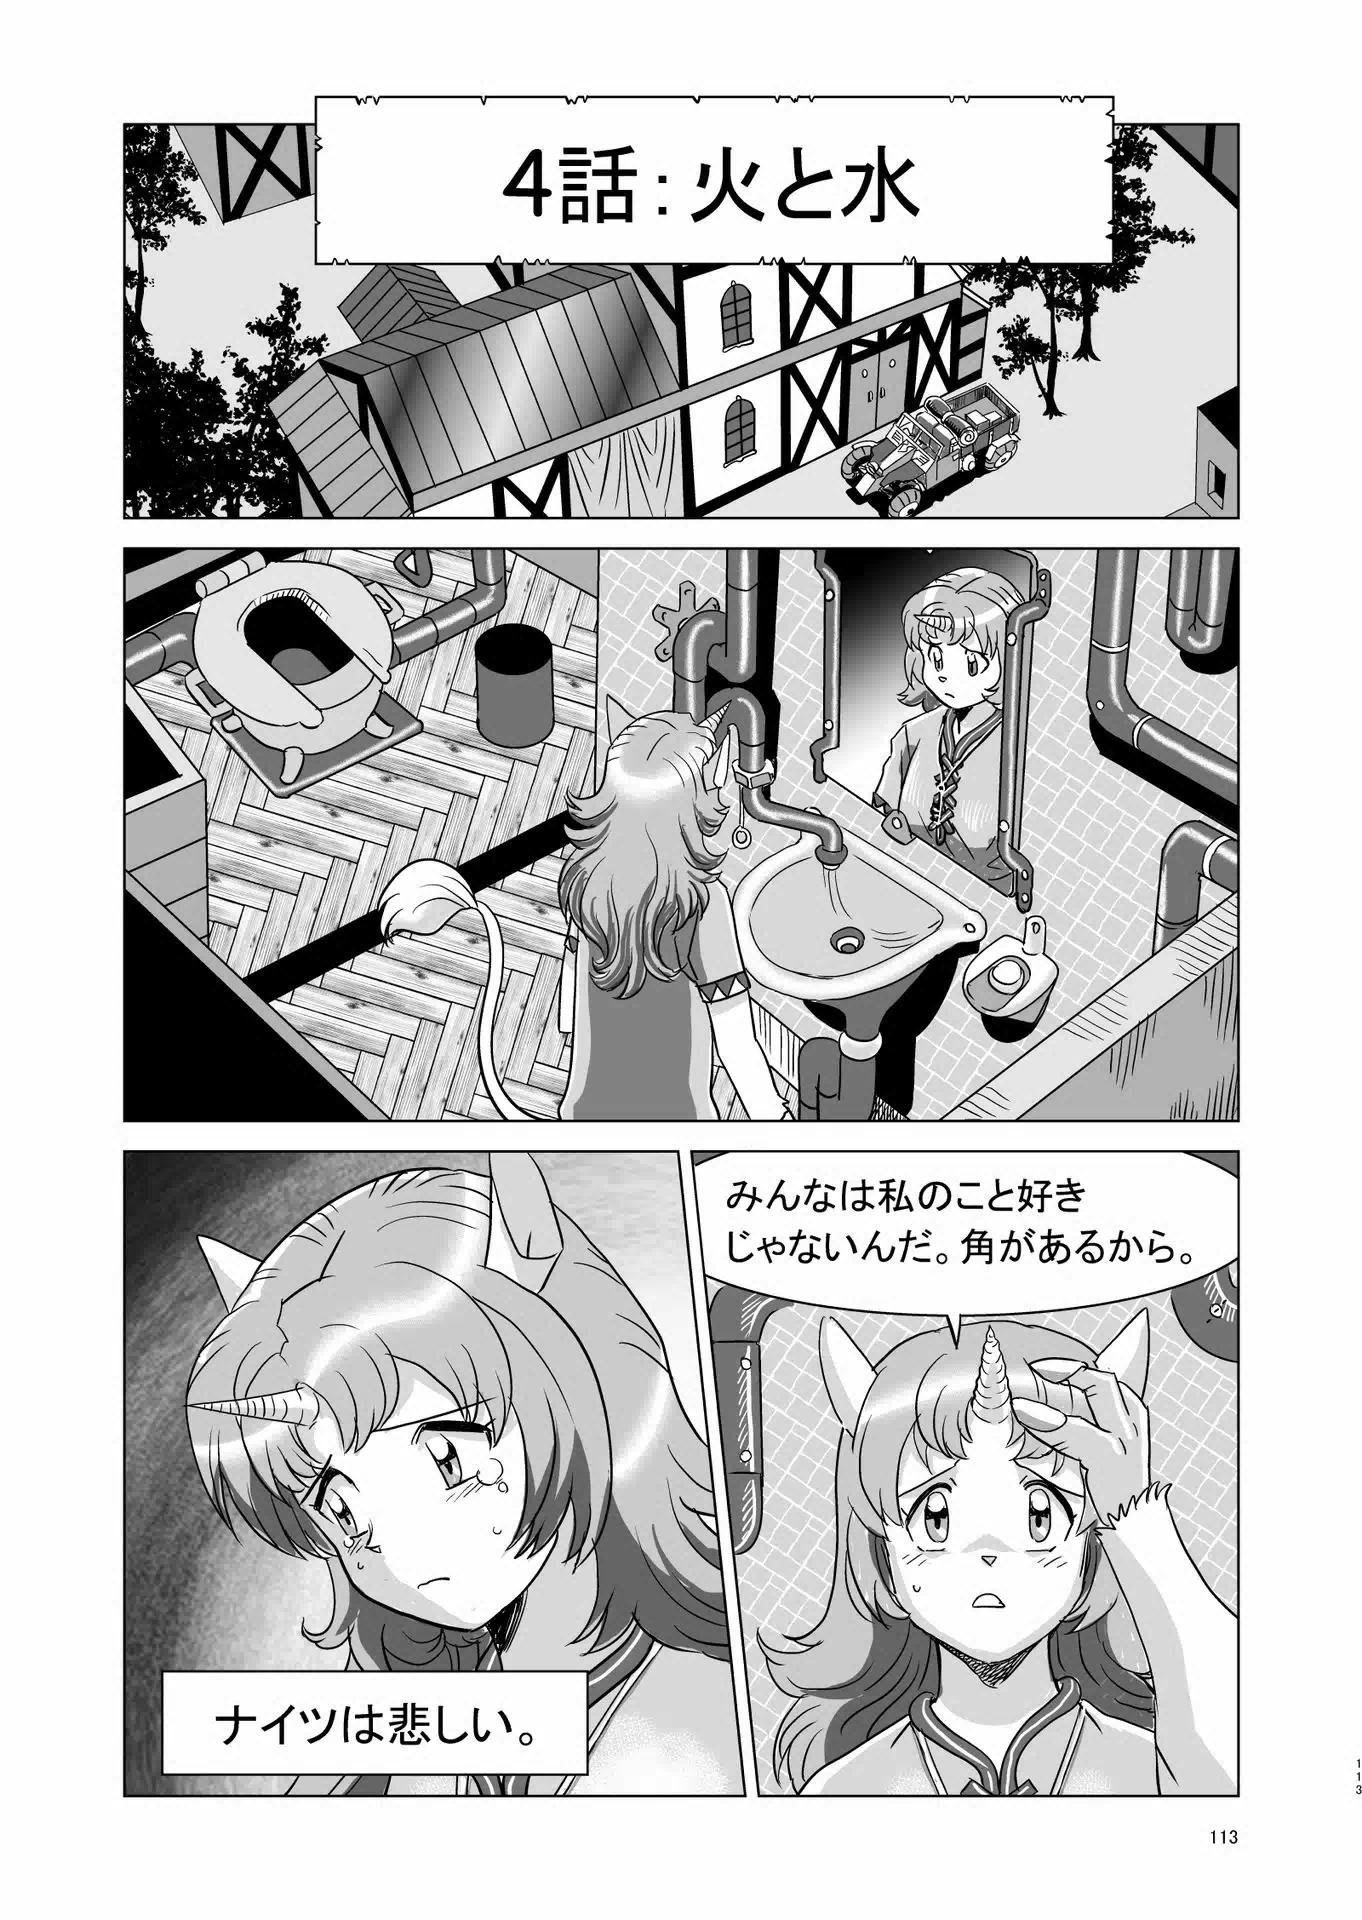 4話：火と水
みんなは私のこと好き
じゃないんだ。角があるから。
ナイツは悲しい。
113
113